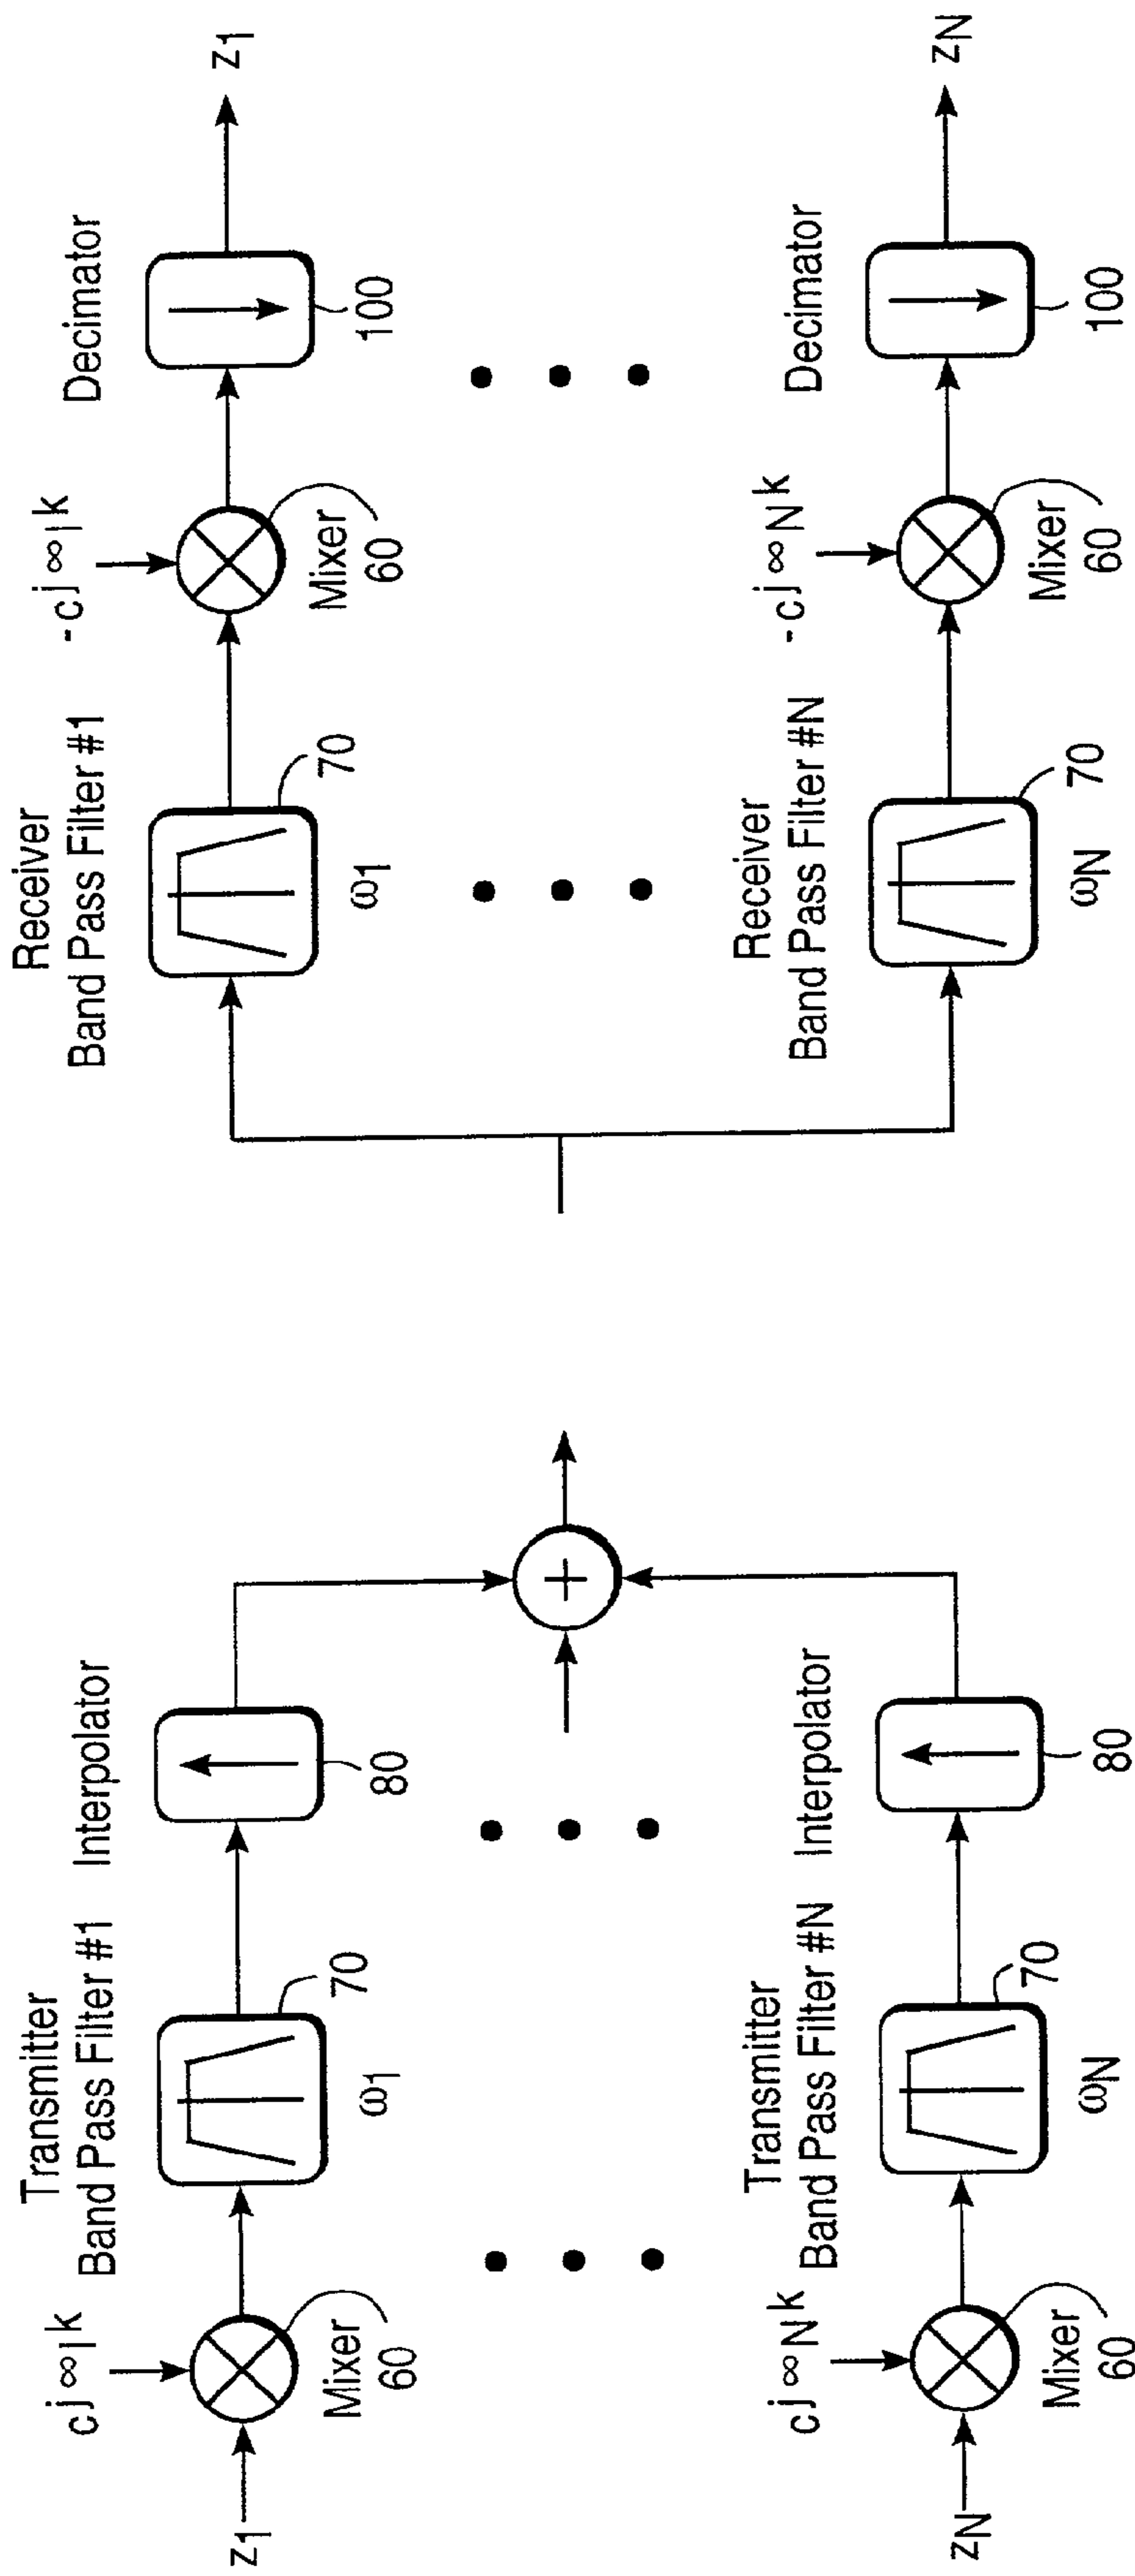 Transmitter
Band Pass Filter #1
Interpolator
cj∞1k
z1
Mixer
60
70
ω1
80
Transmitter
Band Pass Filter #N
Interpolator
cj∞Nk
zN
Mixer
60
70
ωN
80
+
Receiver
Band Pass Filter #1
Decimator
-cj∞1k
70
ω1
Mixer
60
100
z1
Receiver
Band Pass Filter #N
Decimator
-cj∞Nk
70
ωN
Mixer
60
100
zN